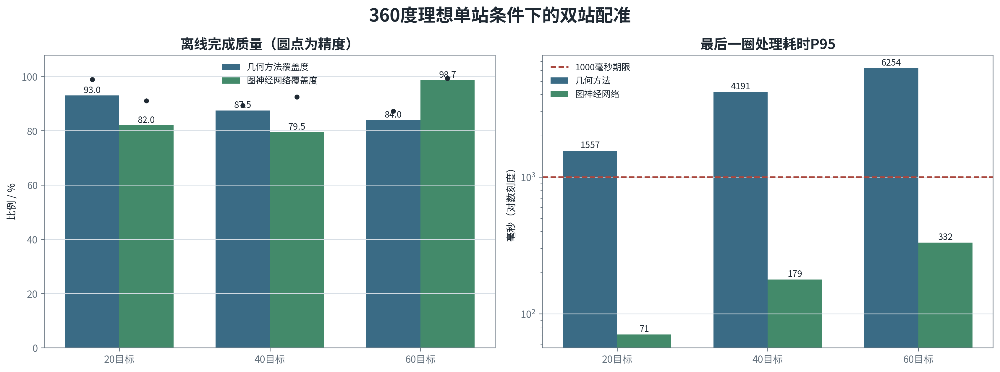 360度理想单站条件下的双站配准
离线完成质量（圆点为精度）
几何方法覆盖度
图神经网络覆盖度
比例 / %
100
80
60
40
20
0
93.0
82.0
87.5
79.5
84.0
98.7
20目标
40目标
60目标
最后一圈处理耗时P95
1000毫秒期限
几何方法
图神经网络
毫秒（对数刻度）
10³
10²
1557
71
4191
179
6254
332
20目标
40目标
60目标